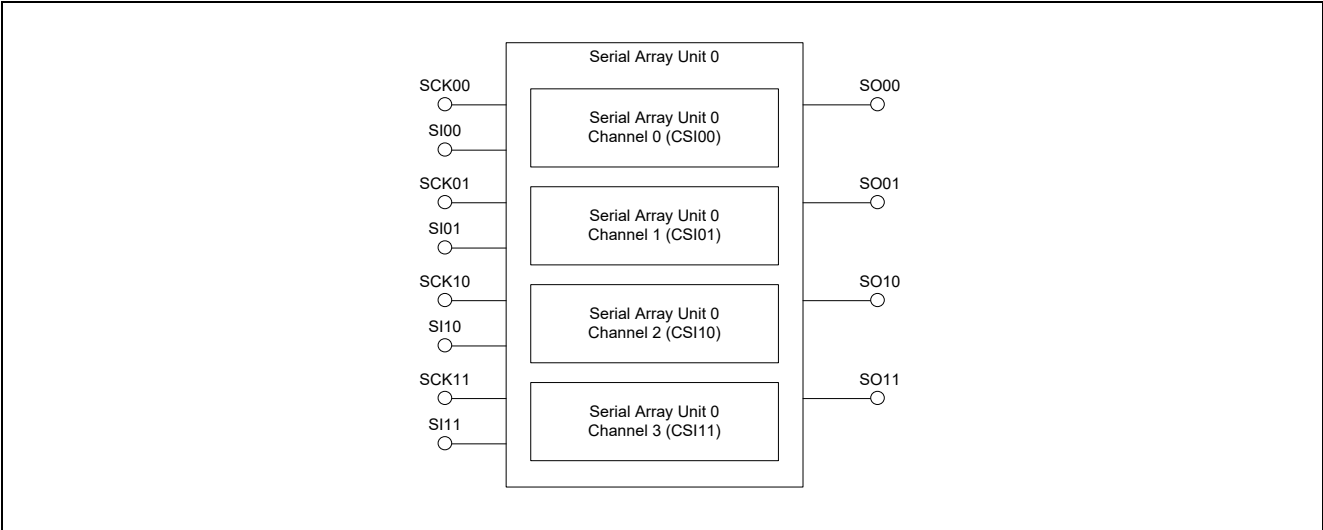 Serial Array Unit 0
SCK00
SO00
Serial Array Unit 0
Channel 0 (CSI00)
SI00
SCK01
SO01
Serial Array Unit 0
Channel 1 (CSI01)
SI01
SCK10
SO10
Serial Array Unit 0
Channel 2 (CSI10)
SI10
SCK11
SO11
Serial Array Unit 0
Channel 3 (CSI11)
SI11